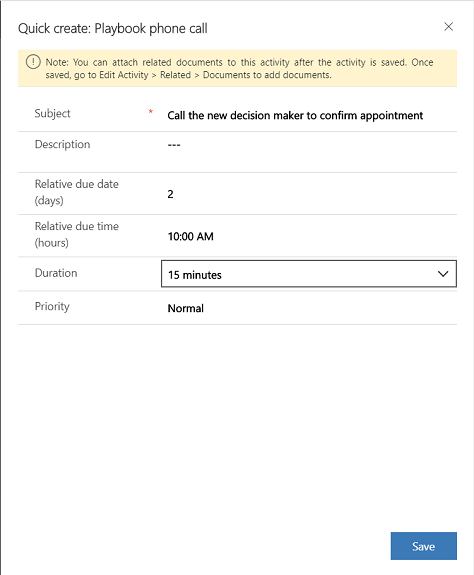 Quick create: Playbook phone call
Note: You can attach related documents to this activity after the activity is saved. Once
saved, go to Edit Activity > Related > Documents to add documents.
Subject * Call the new decision maker to confirm appointment
Description ---
Relative due date
(days) 2
Relative due time
(hours) 10:00 AM
Duration 15 minutes
Priority Normal
Save